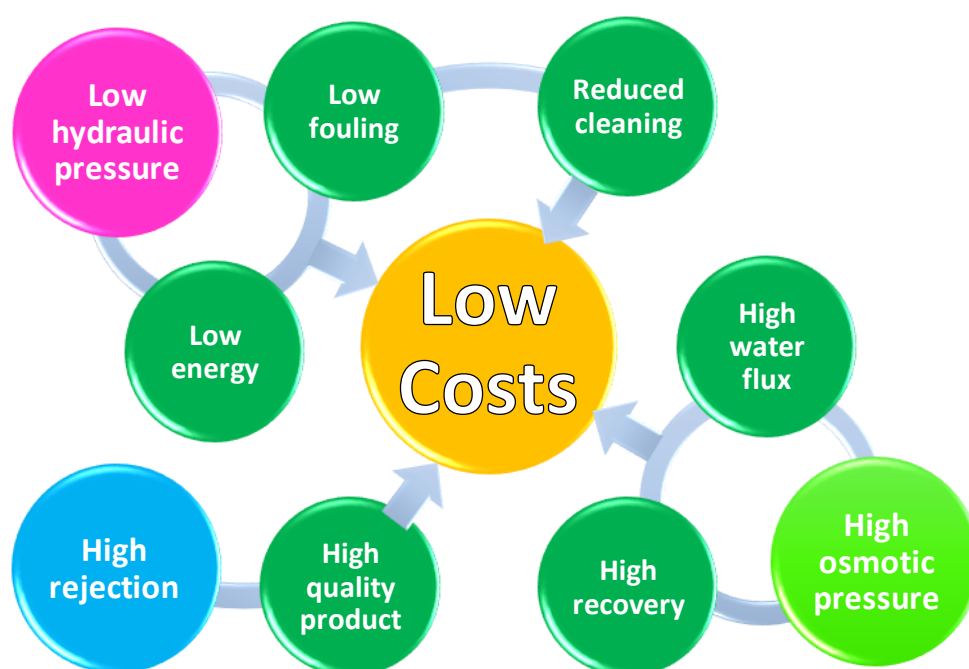 Low
hydraulic
pressure
Low
fouling
Reduced
cleaning
Low
energy
Low
Costs
High
water
flux
High
rejection
High
quality
product
High
recovery
High
osmotic
pressure